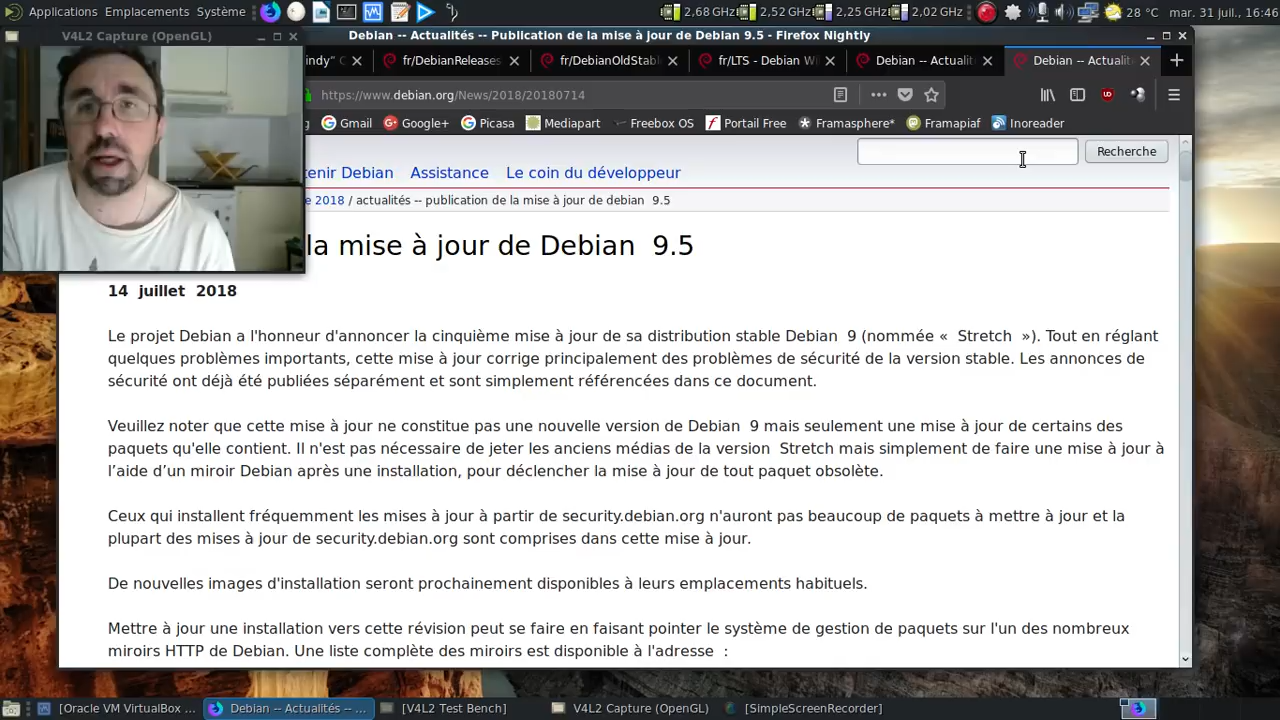 Applications Emplacements Système 2,68 GHz 2,52 GHz 2,25 GHz 2,02 GHz 28 °C mar. 31 juil., 16:46
V4L2 Capture (OpenGL)
Debian -- Actualités -- Publication de la mise à jour de Debian 9.5 - Firefox Nightly
indy” C
fr/DebianReleases
fr/DebianOldStabl
fr/LTS - Debian Wi
Debian -- Actualit
Debian -- Actualit
https://www.debian.org/News/2018/20180714
g Gmail Google+ Picasa Mediapart Freebox OS Portail Free Framasphere* Framapiaf Inoreader
Recherche
tenir Debian Assistance Le coin du développeur
e 2018 / actualités -- publication de la mise à jour de debian 9.5
la mise à jour de Debian 9.5
14 juillet 2018
Le projet Debian a l'honneur d'annoncer la cinquième mise à jour de sa distribution stable Debian 9 (nommée « Stretch »). Tout en réglant
quelques problèmes importants, cette mise à jour corrige principalement des problèmes de sécurité de la version stable. Les annonces de
sécurité ont déjà été publiées séparément et sont simplement référencées dans ce document.
Veuillez noter que cette mise à jour ne constitue pas une nouvelle version de Debian 9 mais seulement une mise à jour de certains des
paquets qu'elle contient. Il n'est pas nécessaire de jeter les anciens médias de la version Stretch mais simplement de faire une mise à jour à
l’aide d’un miroir Debian après une installation, pour déclencher la mise à jour de tout paquet obsolète.
Ceux qui installent fréquemment les mises à jour à partir de security.debian.org n'auront pas beaucoup de paquets à mettre à jour et la
plupart des mises à jour de security.debian.org sont comprises dans cette mise à jour.
De nouvelles images d'installation seront prochainement disponibles à leurs emplacements habituels.
Mettre à jour une installation vers cette révision peut se faire en faisant pointer le système de gestion de paquets sur l'un des nombreux
miroirs HTTP de Debian. Une liste complète des miroirs est disponible à l'adresse :
[Oracle VM VirtualBox ... Debian -- Actualités -- ... [V4L2 Test Bench] V4L2 Capture (OpenGL) [SimpleScreenRecorder]